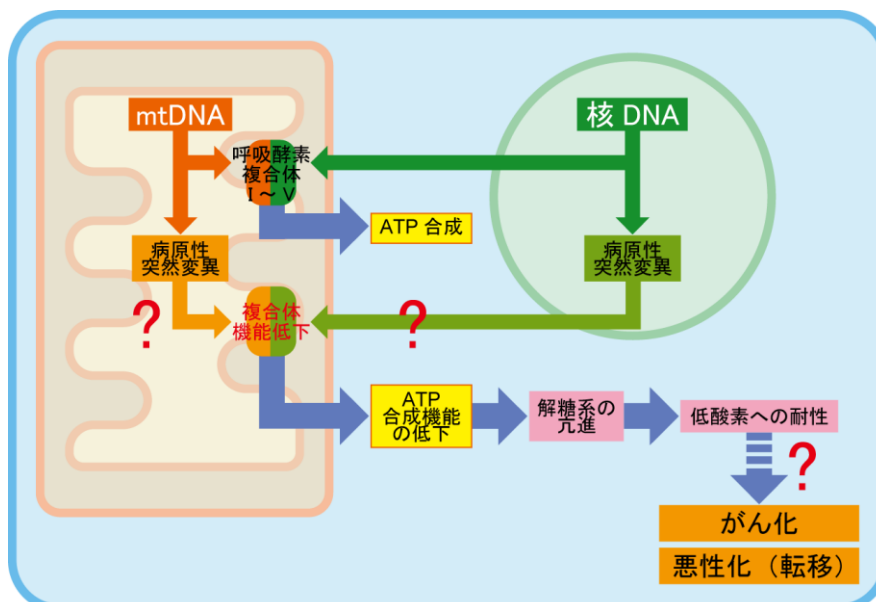 mtDNA
核 DNA
呼吸酵素
複合体
Ⅰ～Ⅴ
ATP 合成
病原性
突然変異
病原性
突然変異
?
複合体
機能低下
?
ATP
合成機能
の低下
解糖系の
亢進
低酸素への耐性
?
がん化
悪性化（転移）